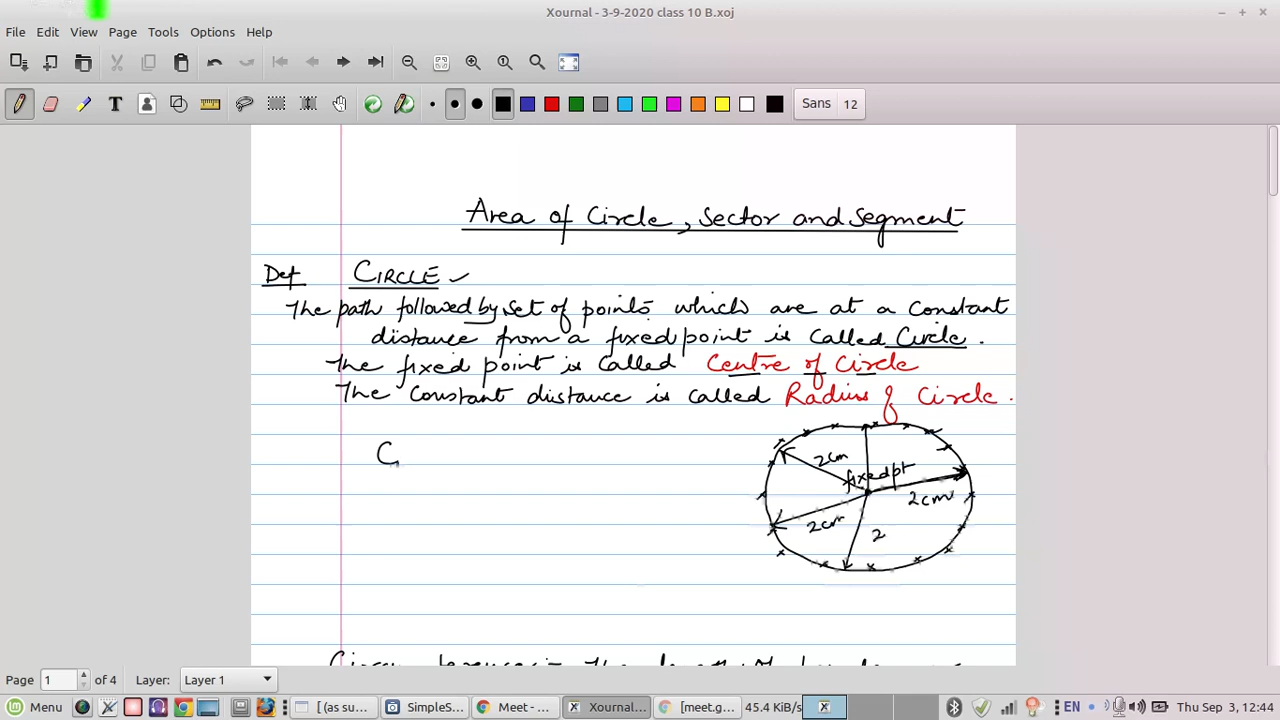 Xournal - 3-9-2020 class 10 B.xoj
File Edit View Page Tools Options Help
Sans 12
Area of Circle, Sector and Segment
Def CIRCLE
The path followed by set of points which are at a constant
distance from a fixed point is called Circle.
The fixed point is called Centre of Circle
The Constant distance is called Radius of Circle.
C
2cm
fixed pt
2cm
2cm
2
Page 1 of 4 Layer: Layer 1
Menu [(as su... SimpleS... Meet - ... Xournal... [meet.g... 45.4 KiB/s EN Thu Sep 3, 12:44